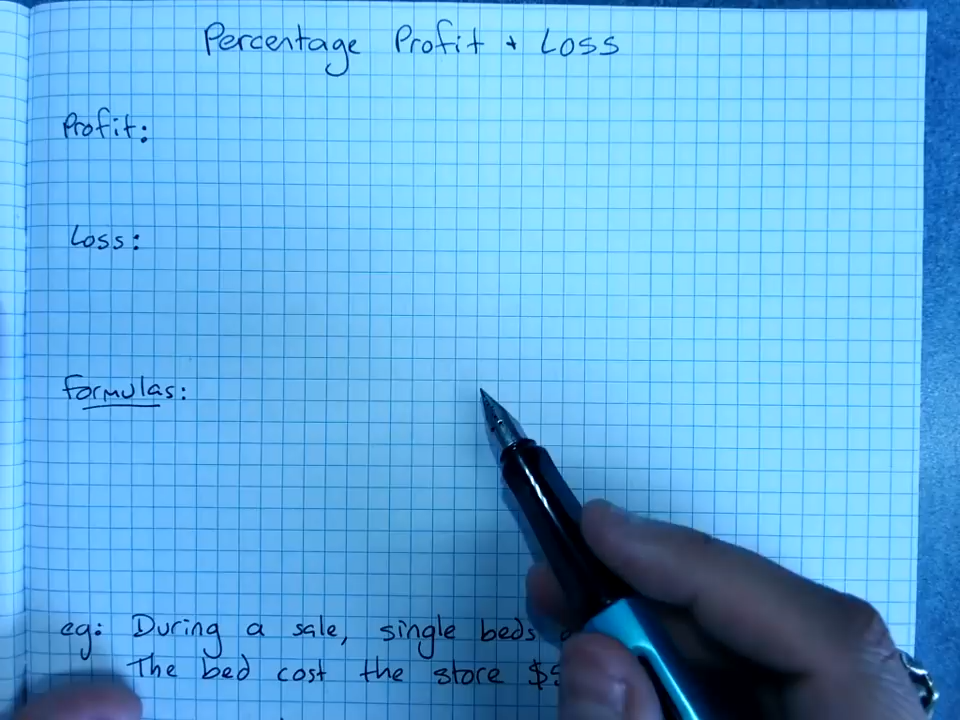 Percentage Profit + Loss
Profit:
Loss:
Formulas:
eg: During a sale, single beds
The bed cost the store